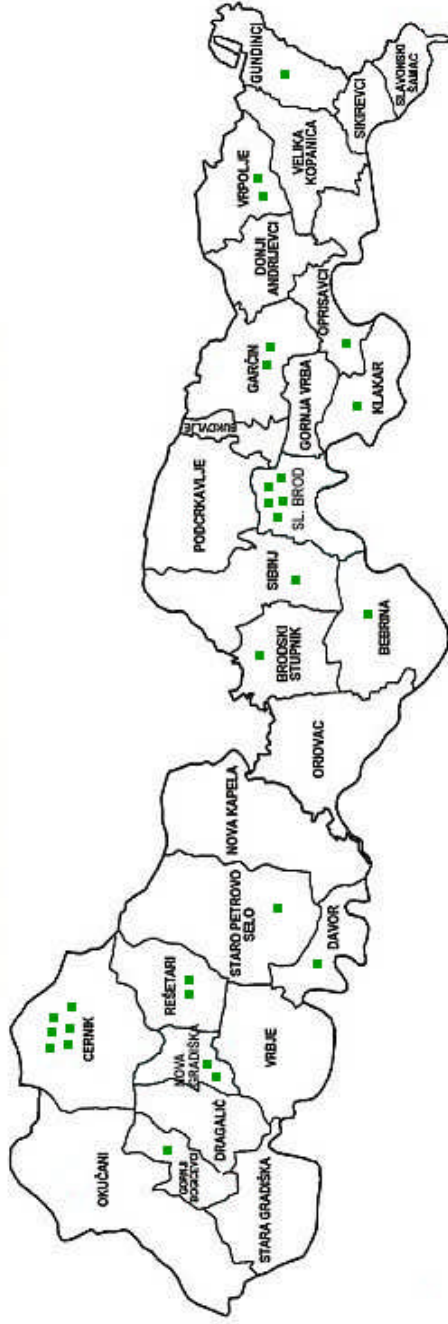 OKUČANI
CERNIK
GORNJI
BOGIĆEVCI
REŠETARI
NOVA
GRADIŠKA
DRAGALIĆ
STARA GRADIŠKA
VRBJE
STARO PETROVO
SELO
NOVA KAPELA
DAVOR
ORIOVAC
BRODSKI
STUPNIK
SIBINJ
BEBRINA
PODCRKAVLJE
BUKOVLJE
SL. BROD
GARČIN
GORNJA VRBA
KLAKAR
OPRISAVCI
DONJI
ANDRIJEVCI
VRPOLJE
VELIKA
KOPANICA
GUNDINCI
SIKIREVCI
SLAVONSKI
ŠAMAC